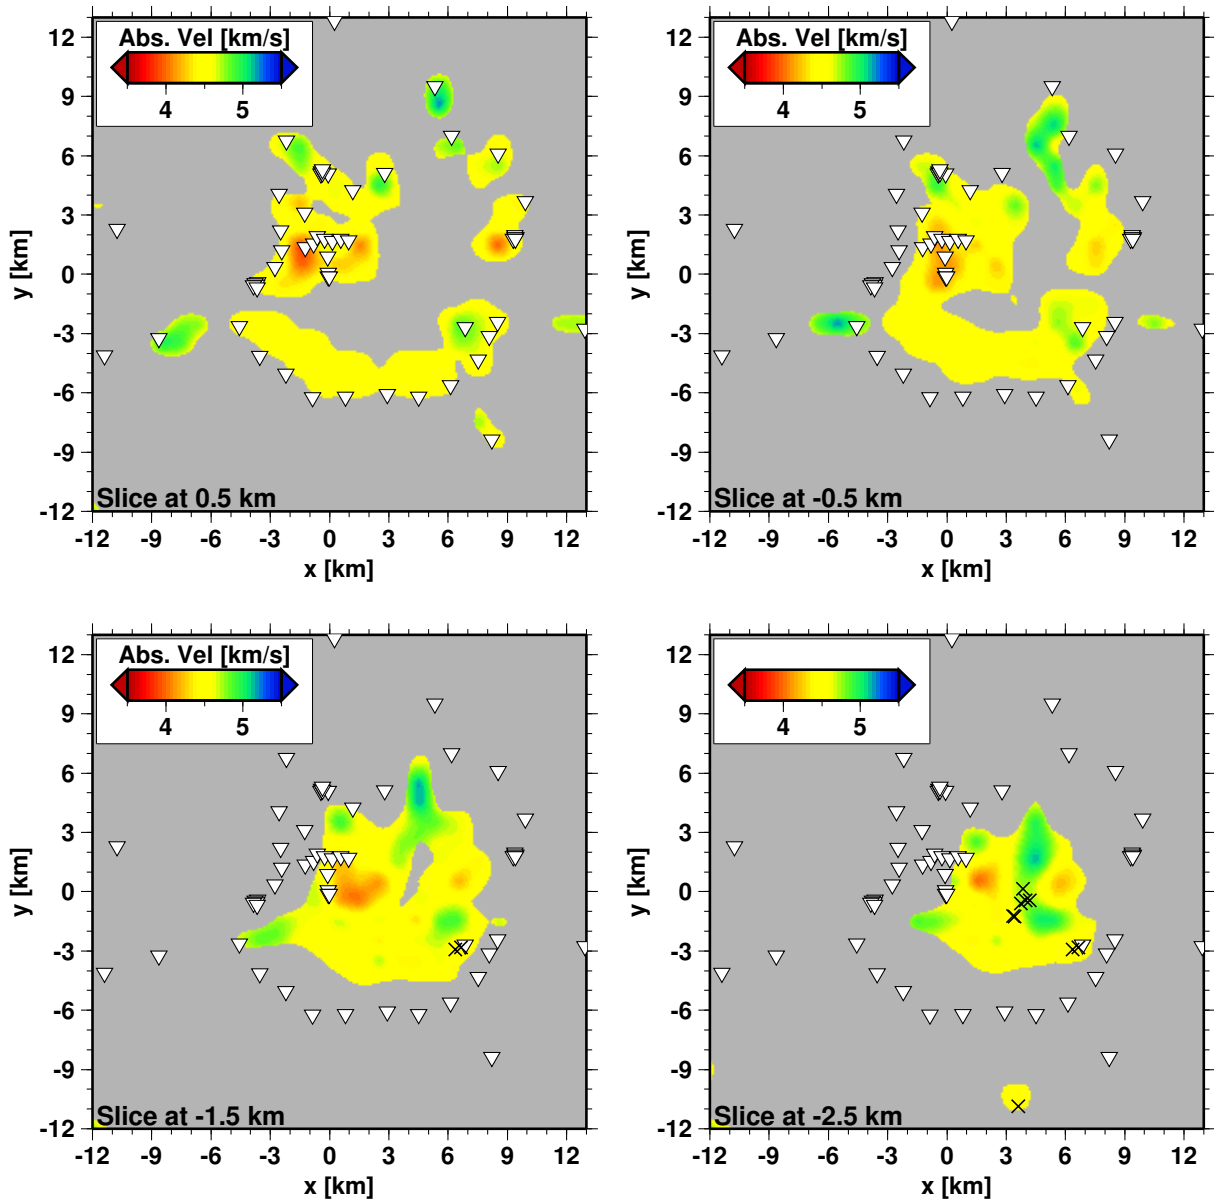 Abs. Vel [km/s]
4 5
12
9
6
3
0
-3
-6
-9
-12
y [km]
Slice at 0.5 km
-12 -9 -6 -3 0 3 6 9 12
x [km]
Abs. Vel [km/s]
4 5
12
9
6
3
0
-3
-6
-9
-12
y [km]
Slice at -0.5 km
-12 -9 -6 -3 0 3 6 9 12
x [km]
Abs. Vel [km/s]
4 5
12
9
6
3
0
-3
-6
-9
-12
y [km]
Slice at -1.5 km
-12 -9 -6 -3 0 3 6 9 12
x [km]
4 5
12
9
6
3
0
-3
-6
-9
-12
y [km]
Slice at -2.5 km
-12 -9 -6 -3 0 3 6 9 12
x [km]